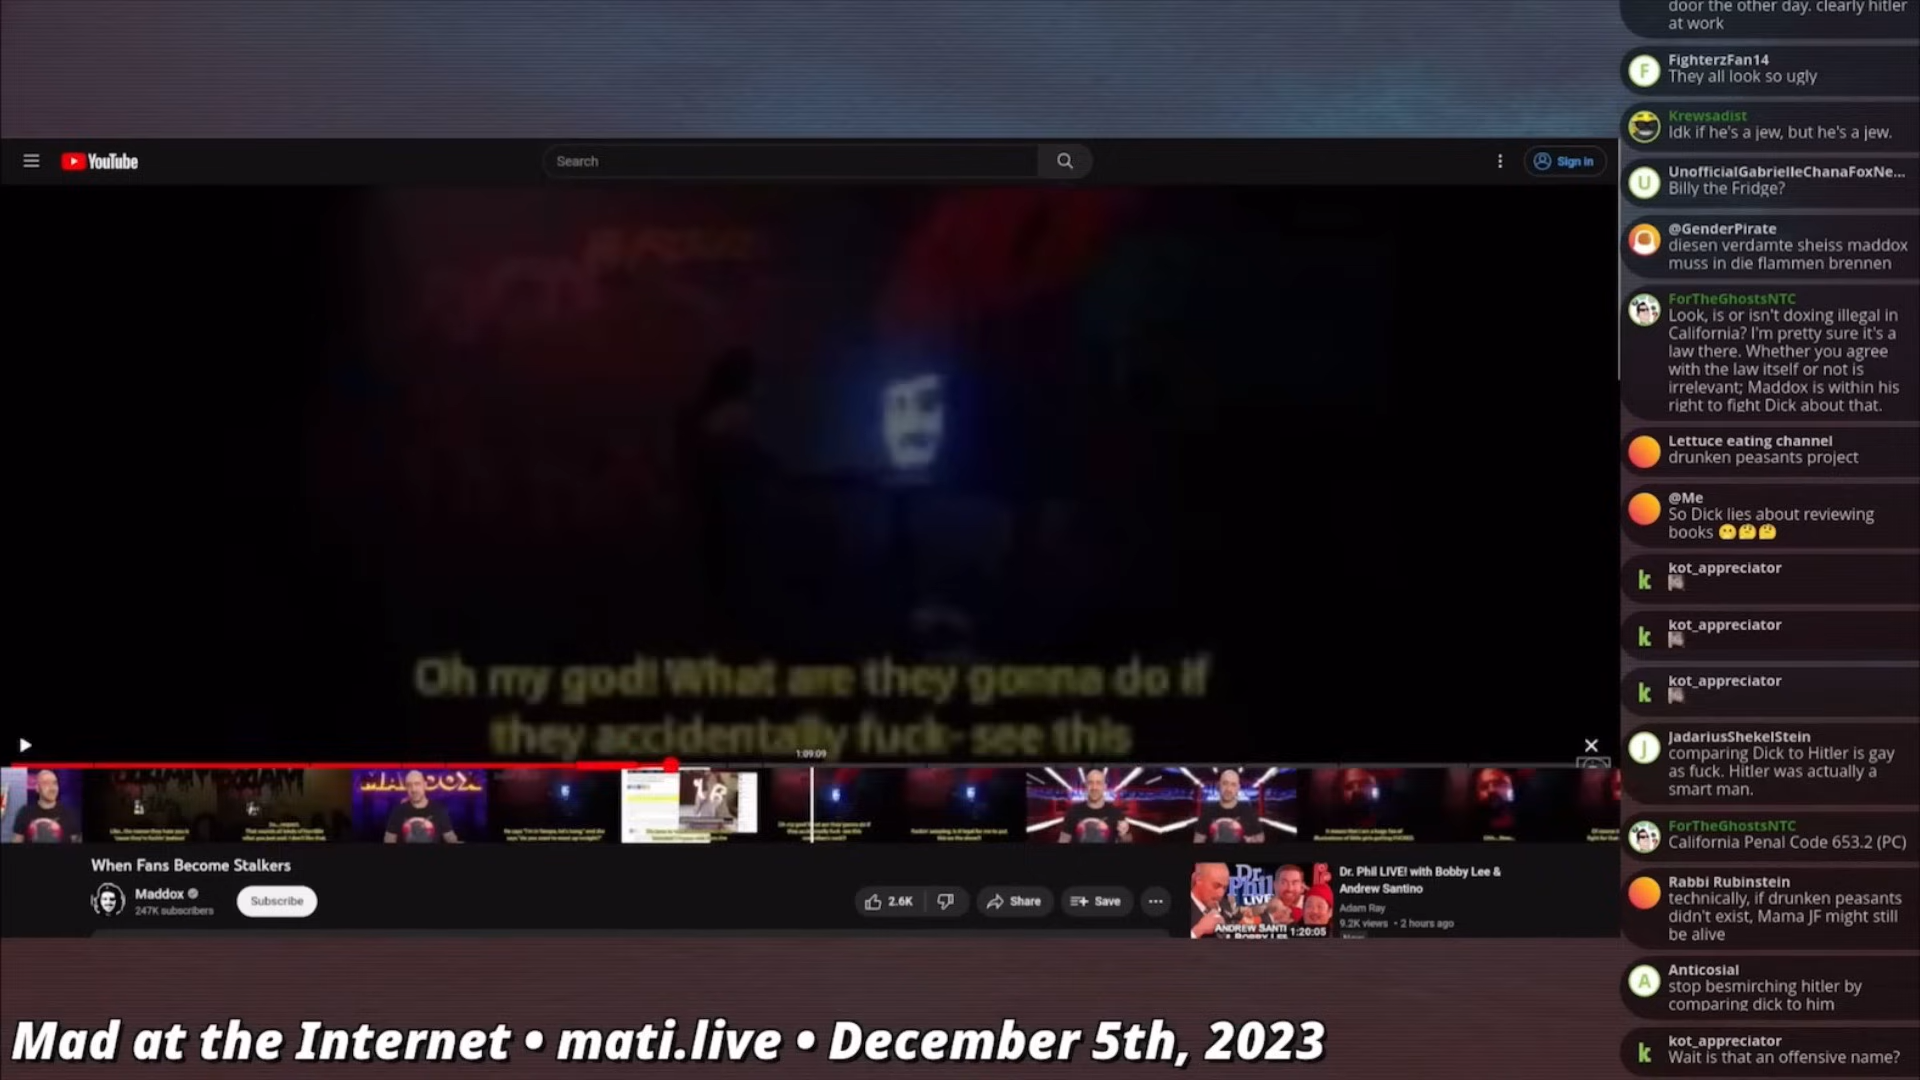 YouTube
Search
Sign in
Oh my god! What are they gonna do if
they accidentally fuck- see this
1:09:09
MADDOX
When Fans Become Stalkers
Maddox
247K subscribers
Subscribe
2.6K
Share
Save
Dr. Phil LIVE! with Bobby Lee &
Andrew Santino
Adam Ray
9.2K views • 2 hours ago
Dr. Phil LIVE
1:20:05
Mad at the Internet • mati.live • December 5th, 2023
door the other day. clearly hitler
at work
FighterzFan14
They all look so ugly
Krewsadist
Idk if he's a jew, but he's a jew.
UnofficialGabrielleChanaFoxNe...
Billy the Fridge?
@GenderPirate
diesen verdamte sheiss maddox
muss in die flammen brennen
ForTheGhostsNTC
Look, is or isn't doxing illegal in
California? I'm pretty sure it's a
law there. Whether you agree
with the law itself or not is
irrelevant; Maddox is within his
right to fight Dick about that.
Lettuce eating channel
drunken peasants project
@Me
So Dick lies about reviewing
books 🤔🤔
kot_appreciator
kot_appreciator
kot_appreciator
JadariusShekelStein
comparing Dick to Hitler is gay
as fuck. Hitler was actually a
smart man.
ForTheGhostsNTC
California Penal Code 653.2 (PC)
Rabbi Rubinstein
technically, if drunken peasants
didn't exist, Mama JF might still
be alive
Anticosial
stop besmirching hitler by
comparing dick to him
kot_appreciator
Wait is that an offensive name?